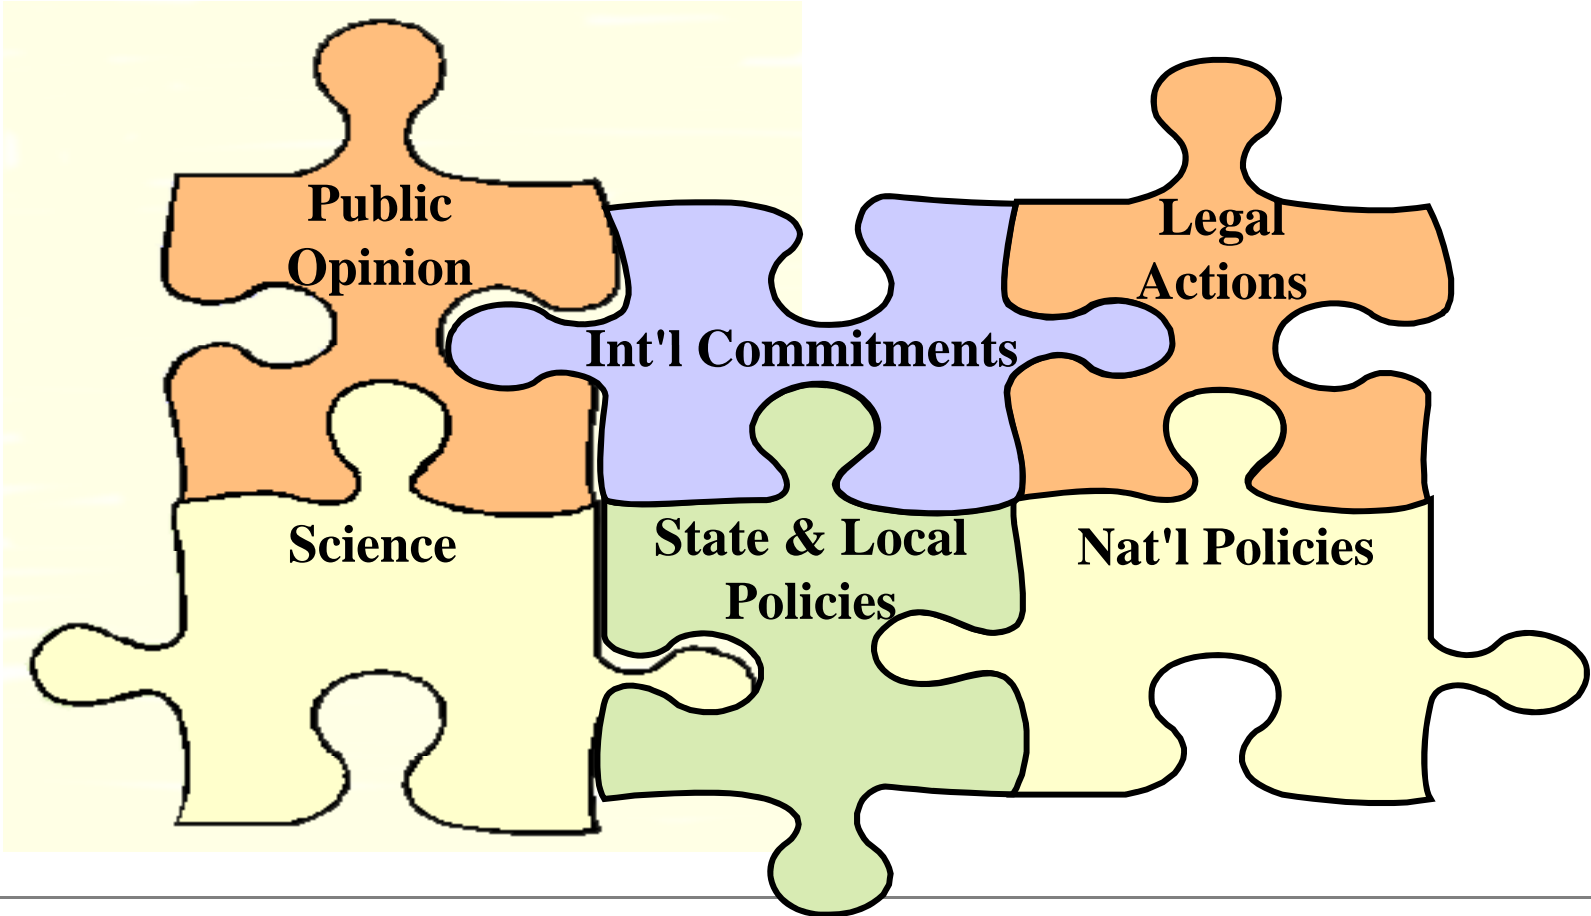 Public
Opinion
Int'l Commitments
Legal
Actions
Science
State & Local
Policies
Nat'l Policies